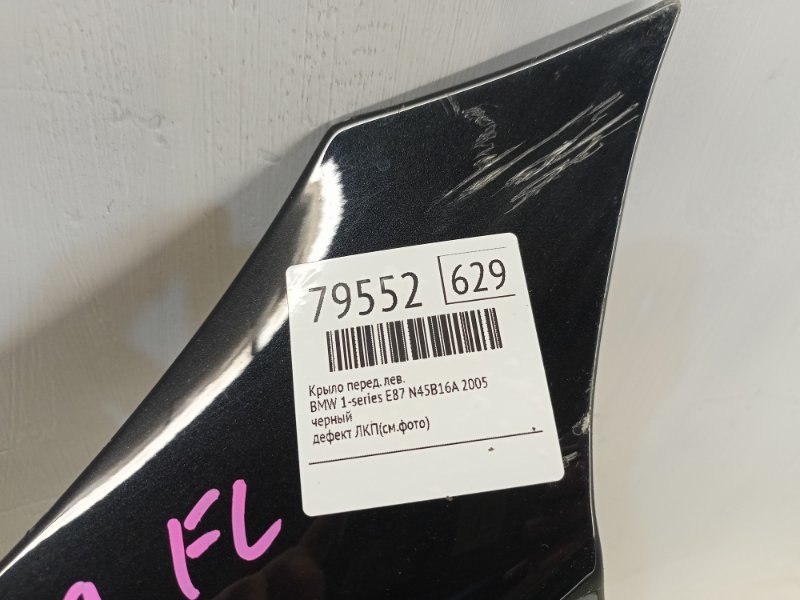 79552 629
Крыло перед. лев.
BMW 1-series E87 N45B16A 2005
черный
дефект ЛКП(см.фото)
FL